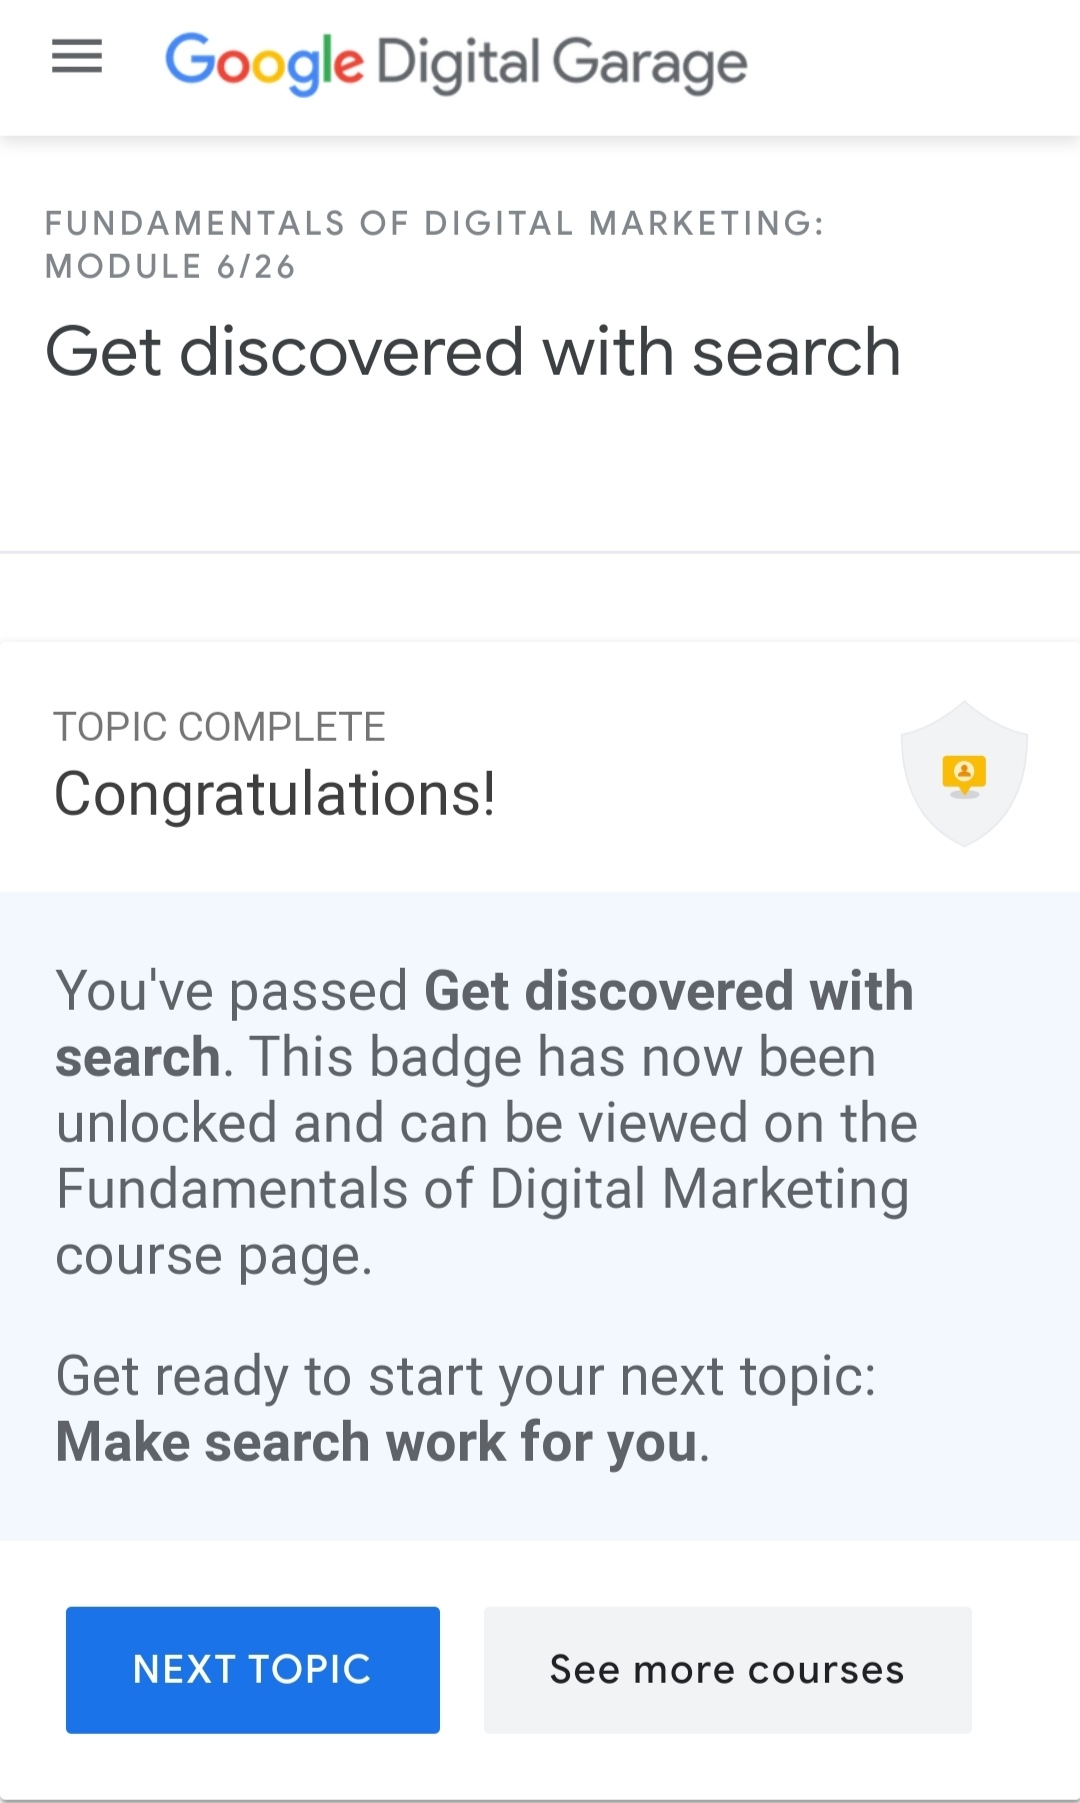 Google Digital Garage
FUNDAMENTALS OF DIGITAL MARKETING:
MODULE 6/26
Get discovered with search
TOPIC COMPLETE
Congratulations!
You've passed Get discovered with
search. This badge has now been
unlocked and can be viewed on the
Fundamentals of Digital Marketing
course page.
Get ready to start your next topic:
Make search work for you.
NEXT TOPIC
See more courses